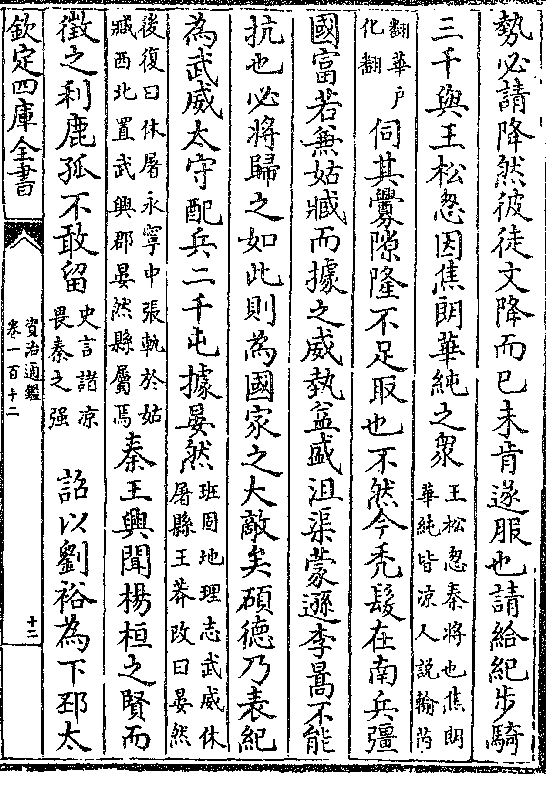 勢必請降然彼徒文降而已未肯遂服也請給紀步騎
三千與王松怱因焦朗華純之衆王松怱秦將也焦朗
華純皆凉人説輸芮
翻華户
化翻伺其釁隙隆不足取也不然今秃髮在南兵彊
國富若兼姑臧而據之威埶益盛沮渠蒙遜李暠不能
抗也必將歸之如此則為國家之大敵矣碩德乃表紀
為武威太守配兵二千屯據晏然班固地理志武威休
屠縣王莽改曰晏然
後復曰休屠永寧中張軌於姑
臧西北置武興郡晏然縣屬焉秦王興聞楊桓之賢而
徵之利鹿孤不敢留史言諸凉
畏秦之强詔以劉裕為下邳太
欽定四庫全書
資治通鑑
卷一百十二
十二